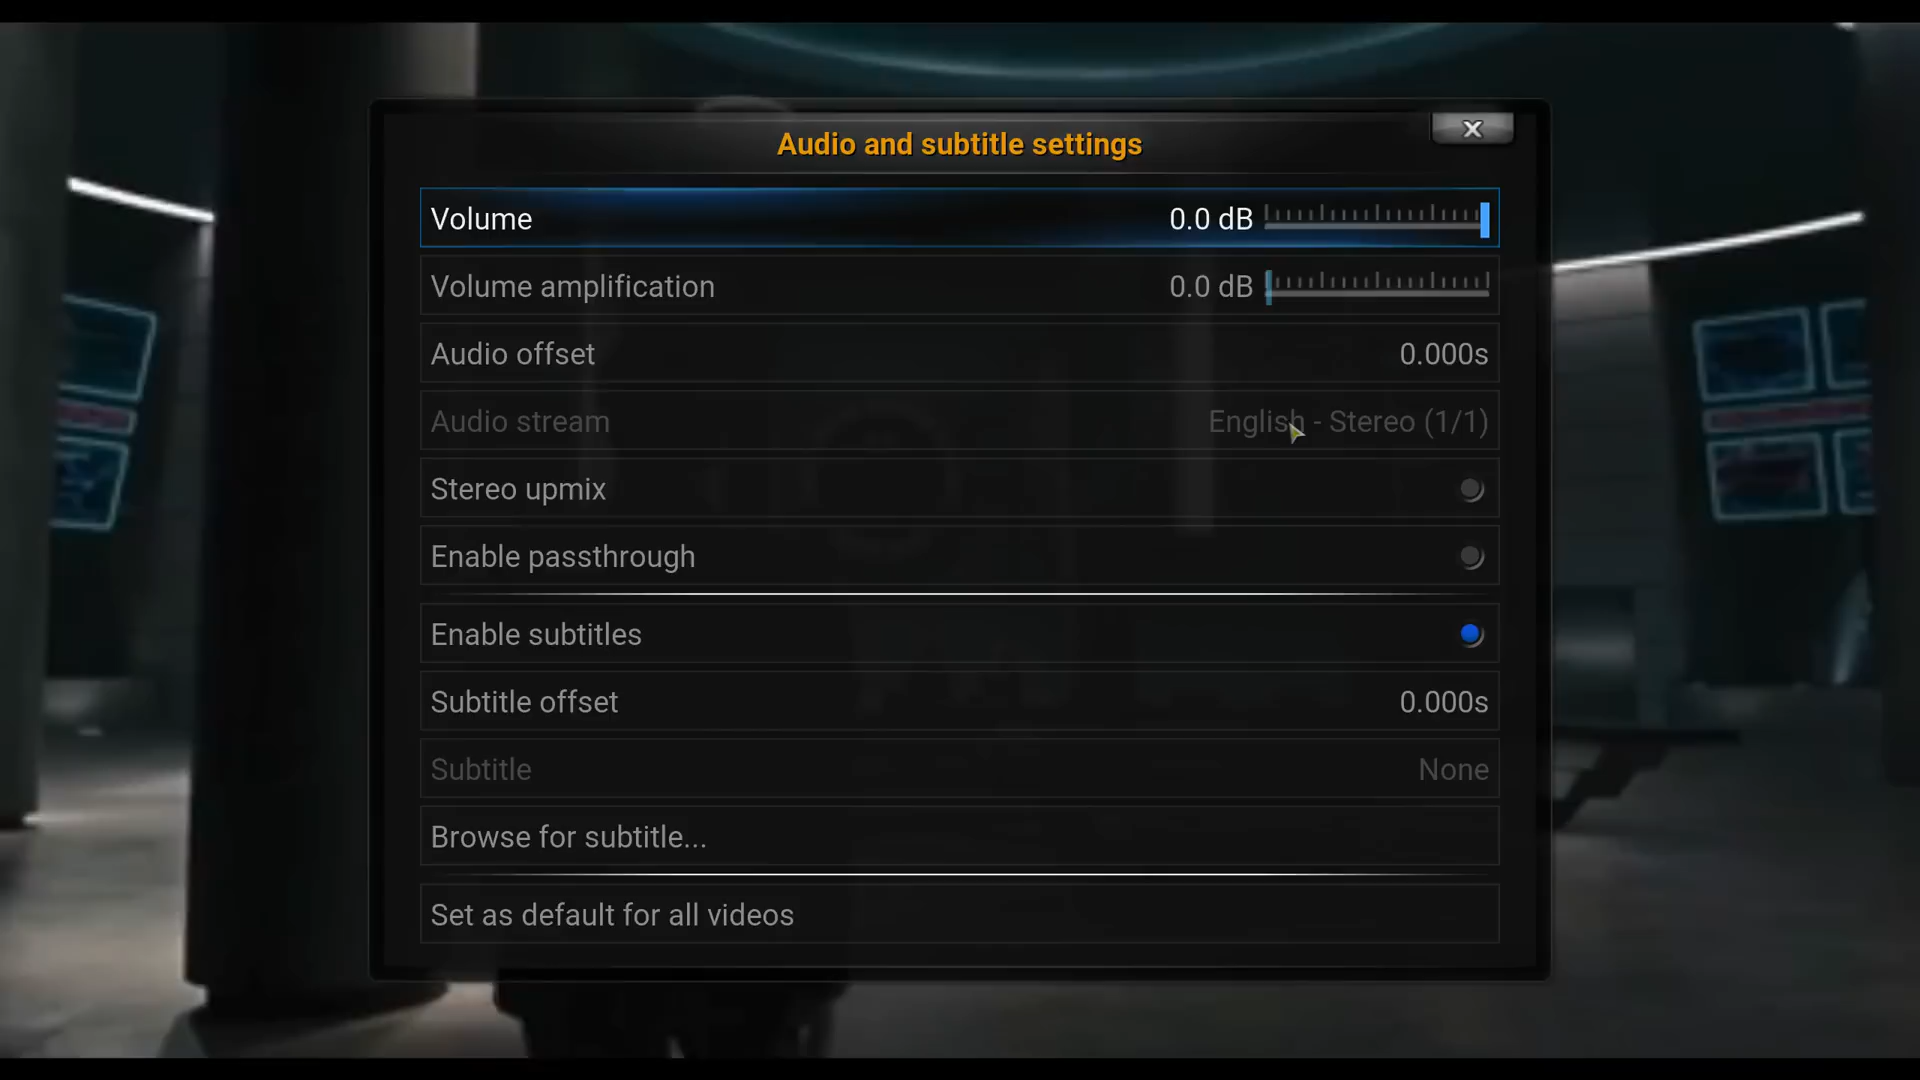 Audio and subtitle settings
Volume 0.0 dB
Volume amplification 0.0 dB
Audio offset 0.000s
Audio stream English - Stereo (1/1)
Stereo upmix
Enable passthrough
Enable subtitles
Subtitle offset 0.000s
Subtitle None
Browse for subtitle...
Set as default for all videos